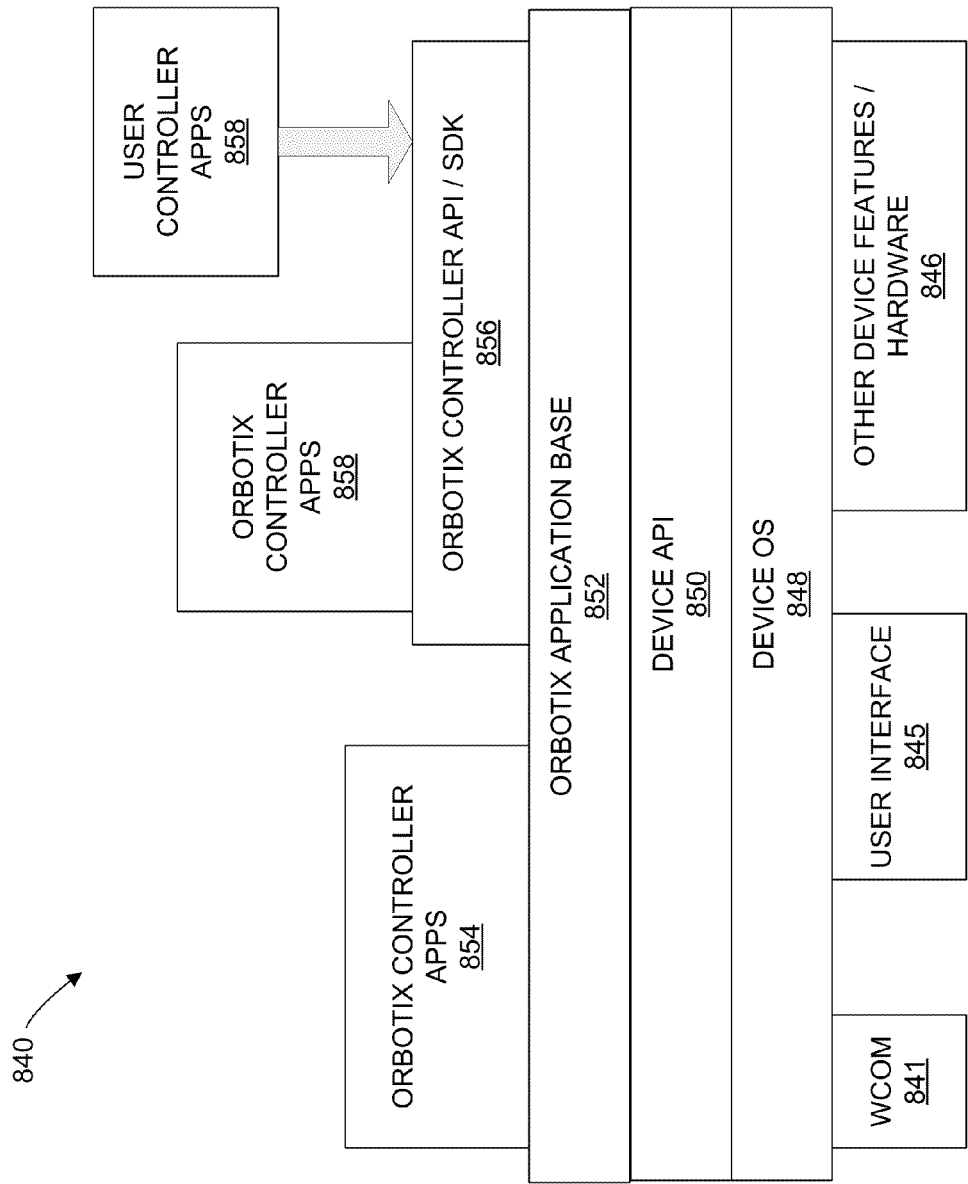 840
USER
CONTROLLER
APPS
858
ORBOTIX
CONTROLLER
APPS
858
ORBOTIX CONTROLLER
APPS
854
ORBOTIX CONTROLLER API / SDK
856
ORBOTIX APPLICATION BASE
852
DEVICE API
850
DEVICE OS
848
WCOM
841
USER INTERFACE
845
OTHER DEVICE FEATURES /
HARDWARE
846